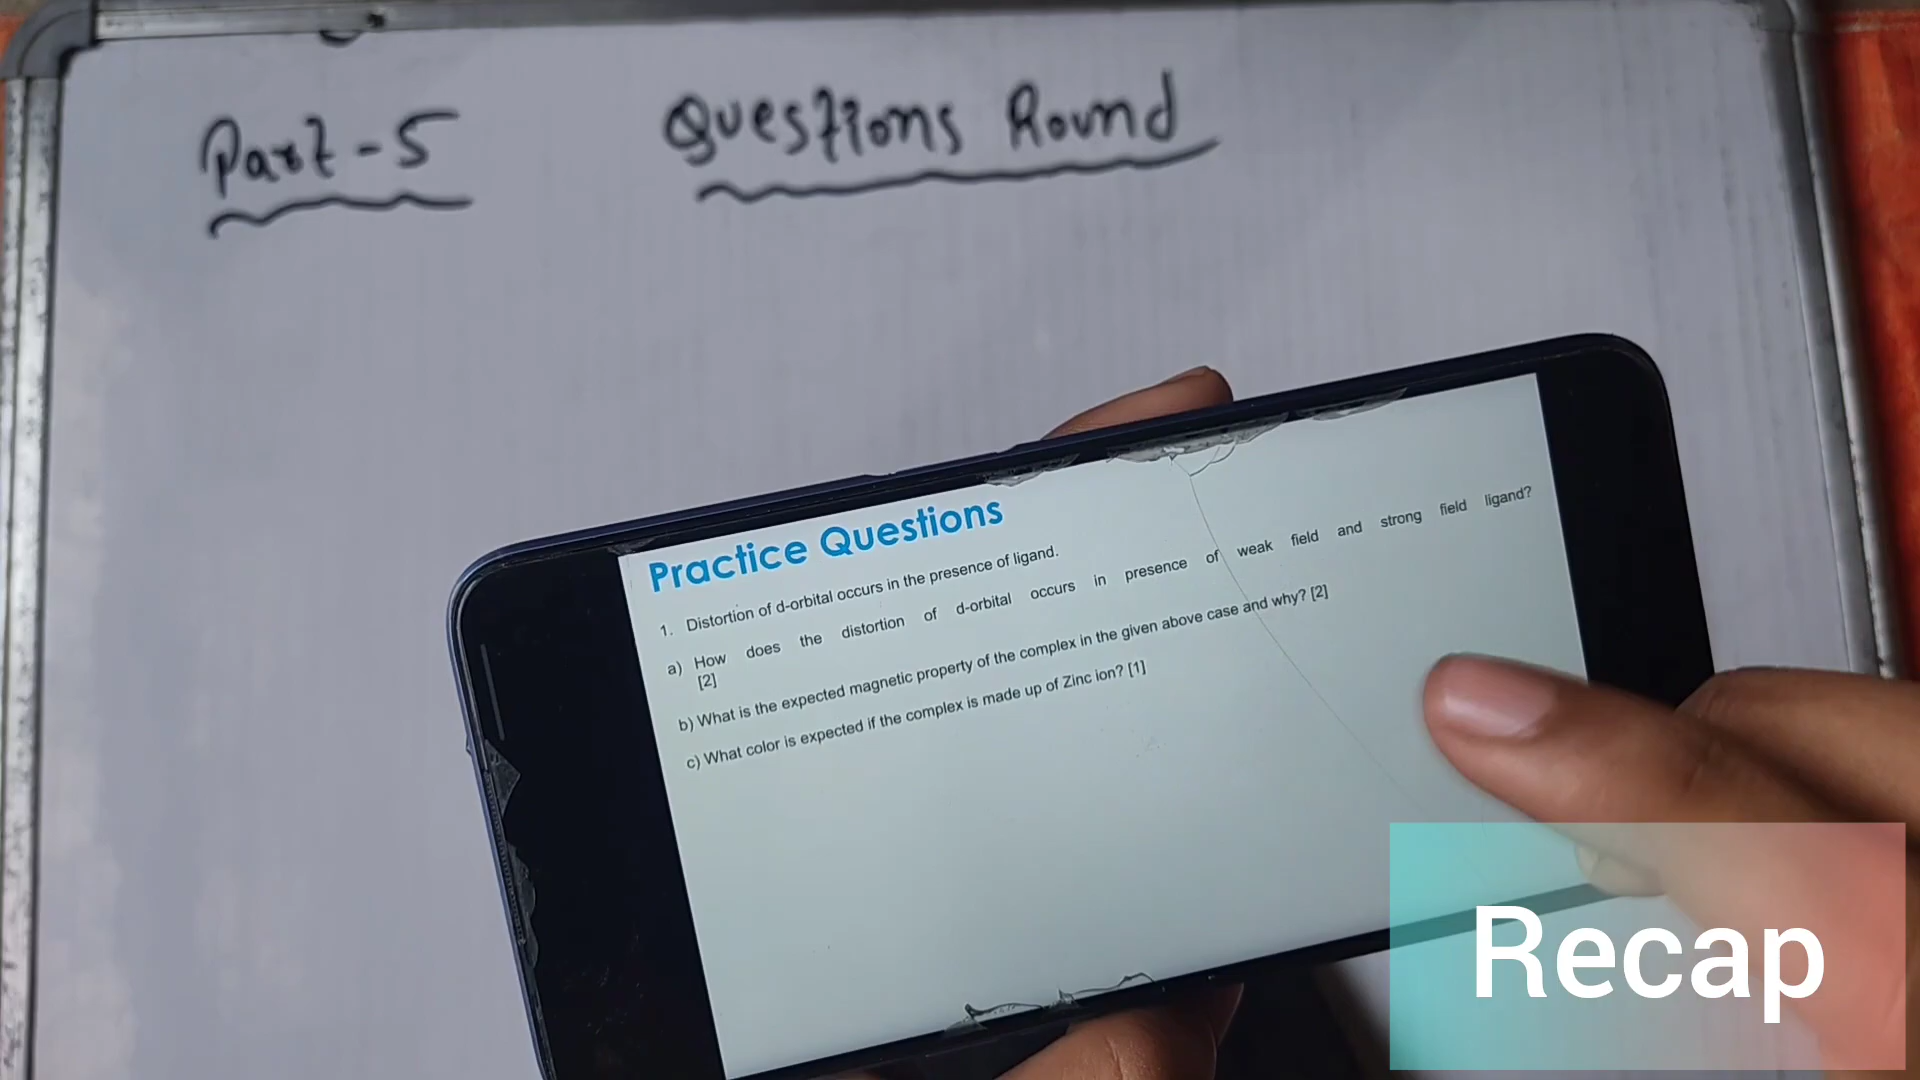 Part-5
Questions Round
Practice Questions
1. Distortion of d-orbital occurs in the presence of ligand.
a) How does the distortion of d-orbital occurs in presence of weak field and strong field ligand?
[2]
b) What is the expected magnetic property of the complex in the given above case and why? [2]
c) What color is expected if the complex is made up of Zinc ion? [1]
Recap